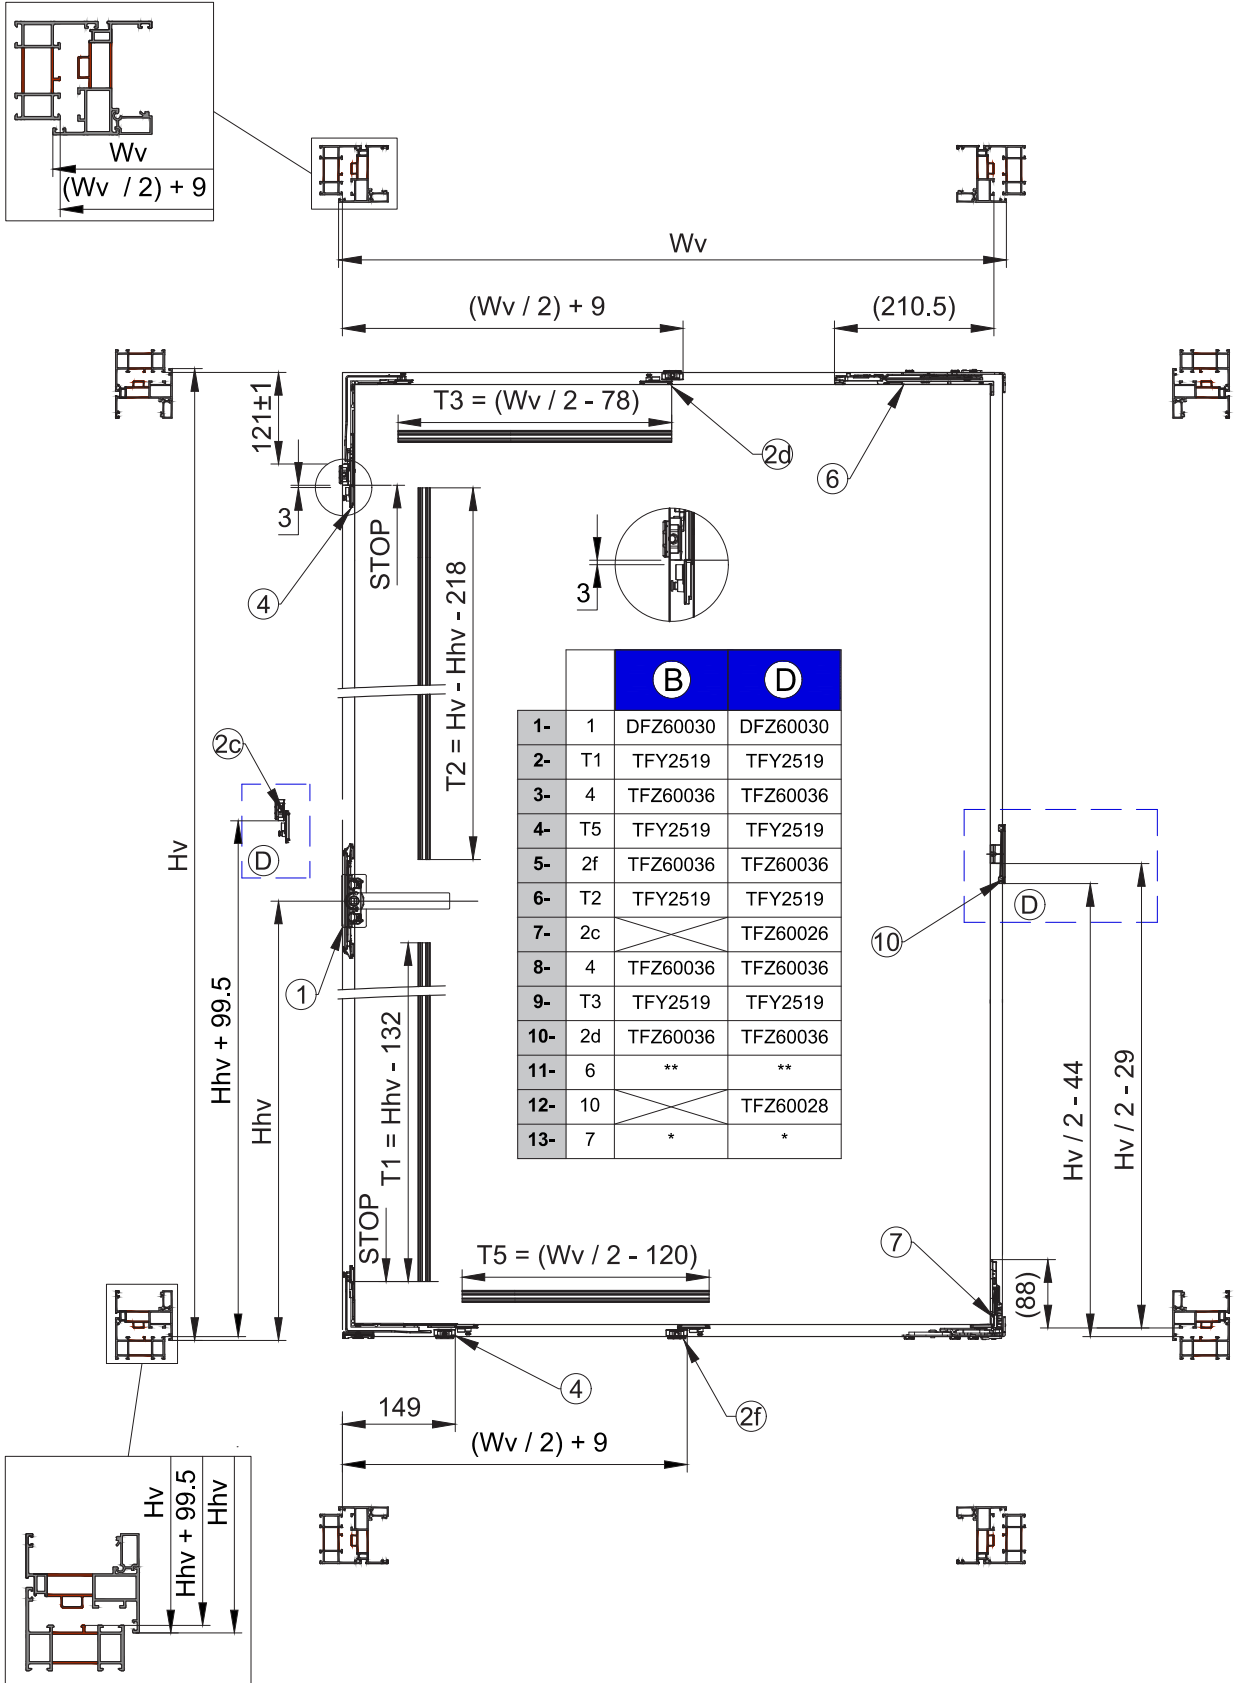 Wv
(Wv / 2) + 9
Wv
(Wv / 2) + 9
(210.5)
121±1
T3 = (Wv / 2 - 78)
2d
6
3
STOP
4
T2 = Hv - Hhv - 218
3
2c
D
Hv
Hhv + 99.5
Hhv
1
B D
1- 1 DFZ60030 DFZ60030
2- T1 TFY2519 TFY2519
3- 4 TFZ60036 TFZ60036
4- T5 TFY2519 TFY2519
5- 2f TFZ60036 TFZ60036
6- T2 TFY2519 TFY2519
7- 2c TFZ60026
8- 4 TFZ60036 TFZ60036
9- T3 TFY2519 TFY2519
10- 2d TFZ60036 TFZ60036
11- 6 ** **
12- 10 TFZ60028
13- 7 * *
D
10
Hv / 2 - 44
Hv / 2 - 29
T1 = Hhv - 132
STOP
T5 = (Wv / 2 - 120)
7
(88)
4
149
2f
(Wv / 2) + 9
Hv
Hhv + 99.5
Hhv